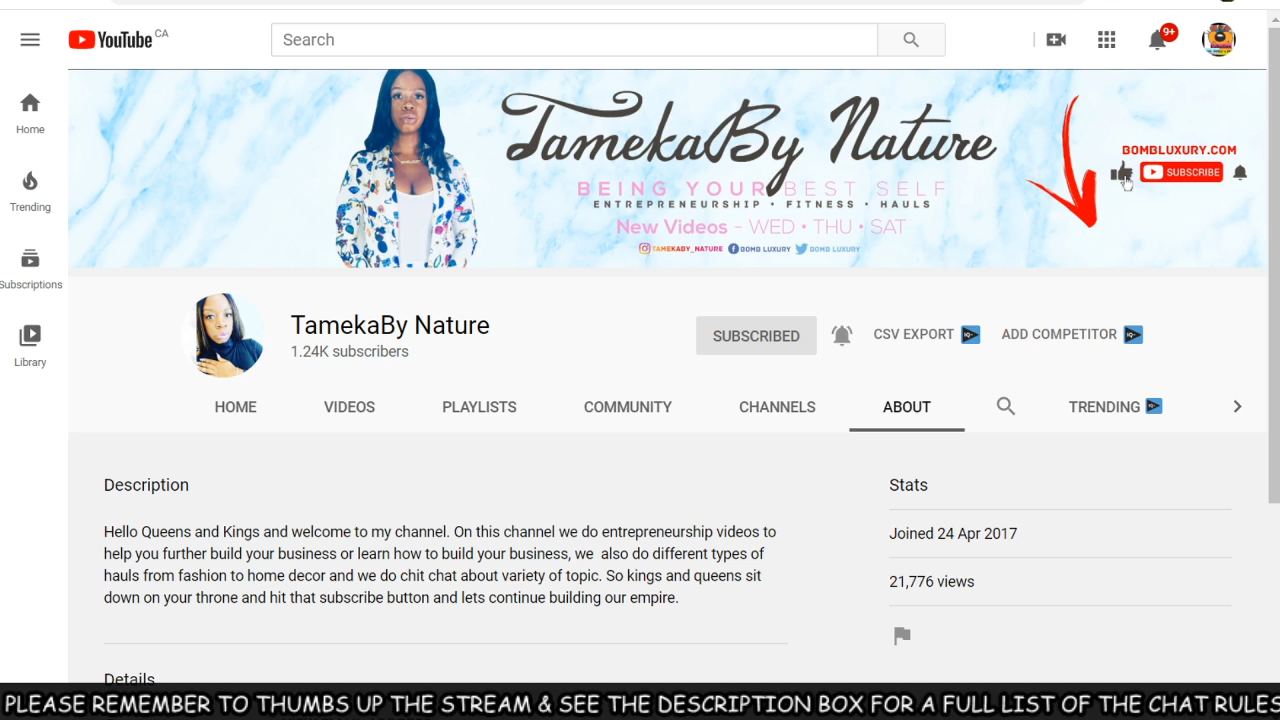 YouTube CA
Search
9+
Home
Trending
Subscriptions
Library
TamekaBy Nature
BEING YOUR BEST SELF
ENTREPRENEURSHIP • FITNESS • HAULS
New Videos - WED • THU • SAT
TAMEKABY_NATURE BOMB LUXURY BOMB LUXURY
BOMBLUXURY.COM
SUBSCRIBE
TamekaBy Nature
1.24K subscribers
SUBSCRIBED
CSV EXPORT
ADD COMPETITOR
HOME VIDEOS PLAYLISTS COMMUNITY CHANNELS ABOUT TRENDING
Description
Hello Queens and Kings and welcome to my channel. On this channel we do entrepreneurship videos to
help you further build your business or learn how to build your business, we also do different types of
hauls from fashion to home decor and we do chit chat about variety of topic. So kings and queens sit
down on your throne and hit that subscribe button and lets continue building our empire.
Details
Stats
Joined 24 Apr 2017
21,776 views
PLEASE REMEMBER TO THUMBS UP THE STREAM & SEE THE DESCRIPTION BOX FOR A FULL LIST OF THE CHAT RULES